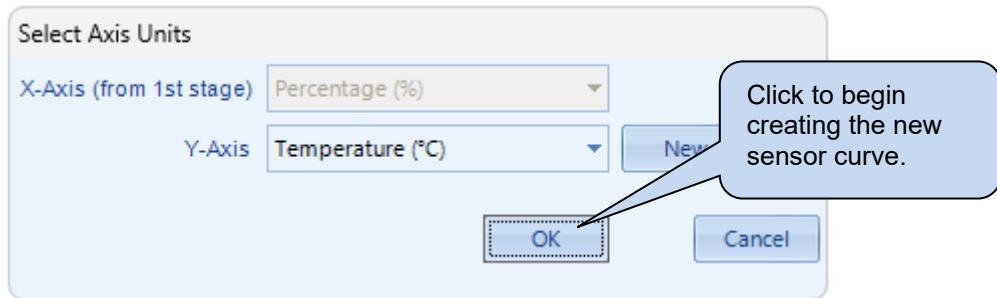 Select Axis Units
X-Axis (from 1st stage) Percentage (%)
Y-Axis Temperature (°C) New
OK Cancel
Click to begin
creating the new
sensor curve.